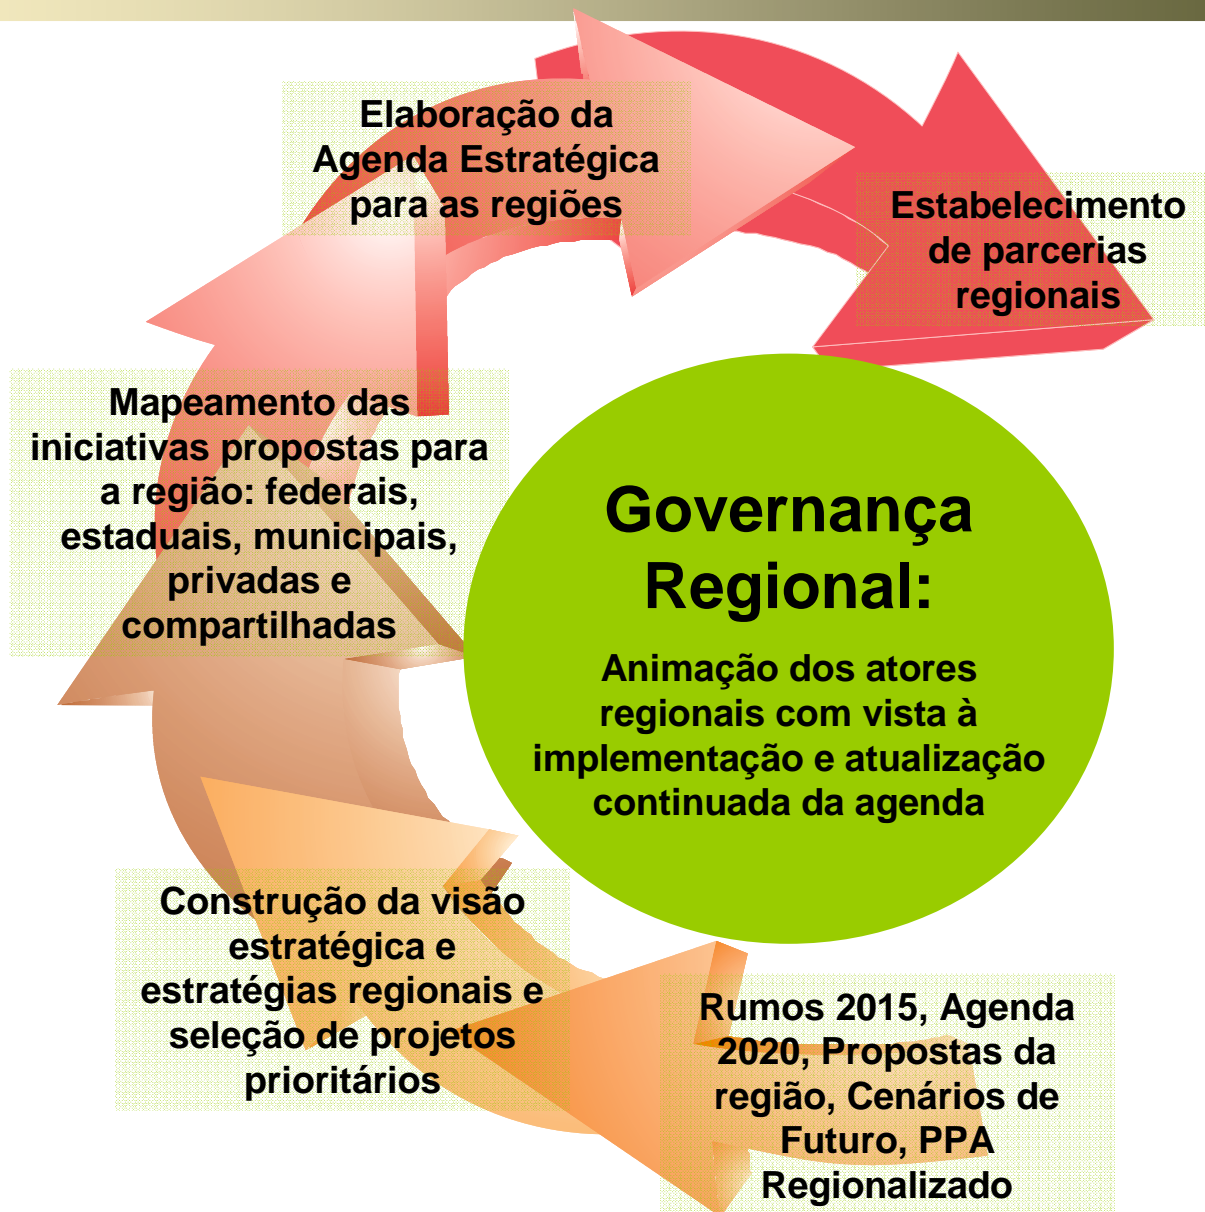 Elaboração da
Agenda Estratégica
para as regiões
Estabelecimento
de parcerias
regionais
Mapeamento das
iniciativas propostas para
a região: federais,
estaduais, municipais,
privadas e
compartilhadas
Governança
Regional:
Animação dos atores
regionais com vista à
implementação e atualização
continuada da agenda
Construção da visão
estratégica e
estratégias regionais e
seleção de projetos
prioritários
Rumos 2015, Agenda
2020, Propostas da
região, Cenários de
Futuro, PPA
Regionalizado